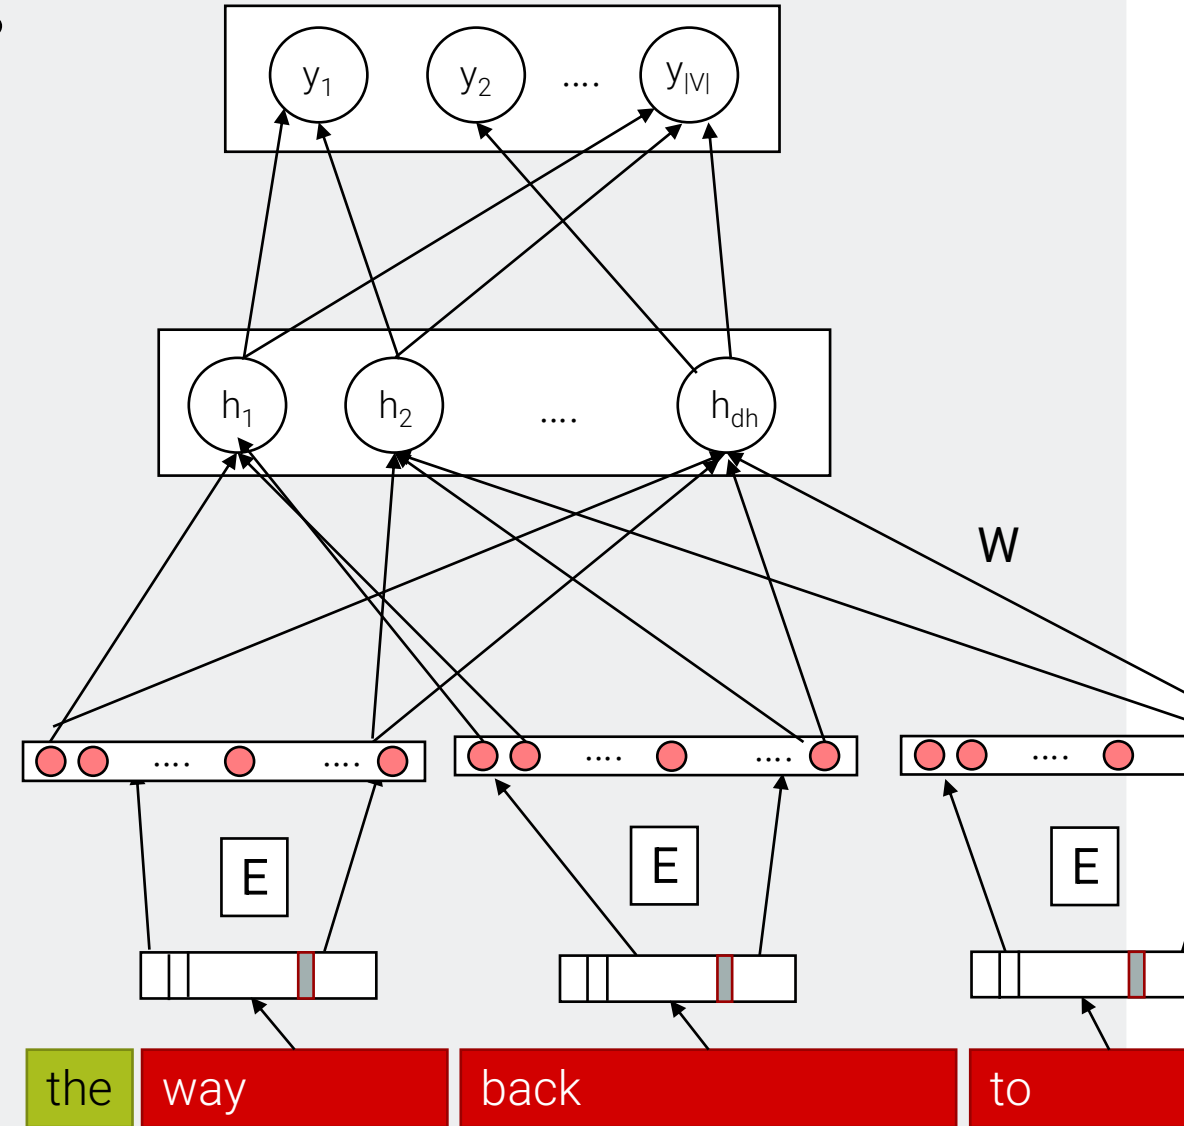 y1 y2 .... y|V|
h1 h2 .... hdh
W
.... .... .... .... ....
E E E
the way back to